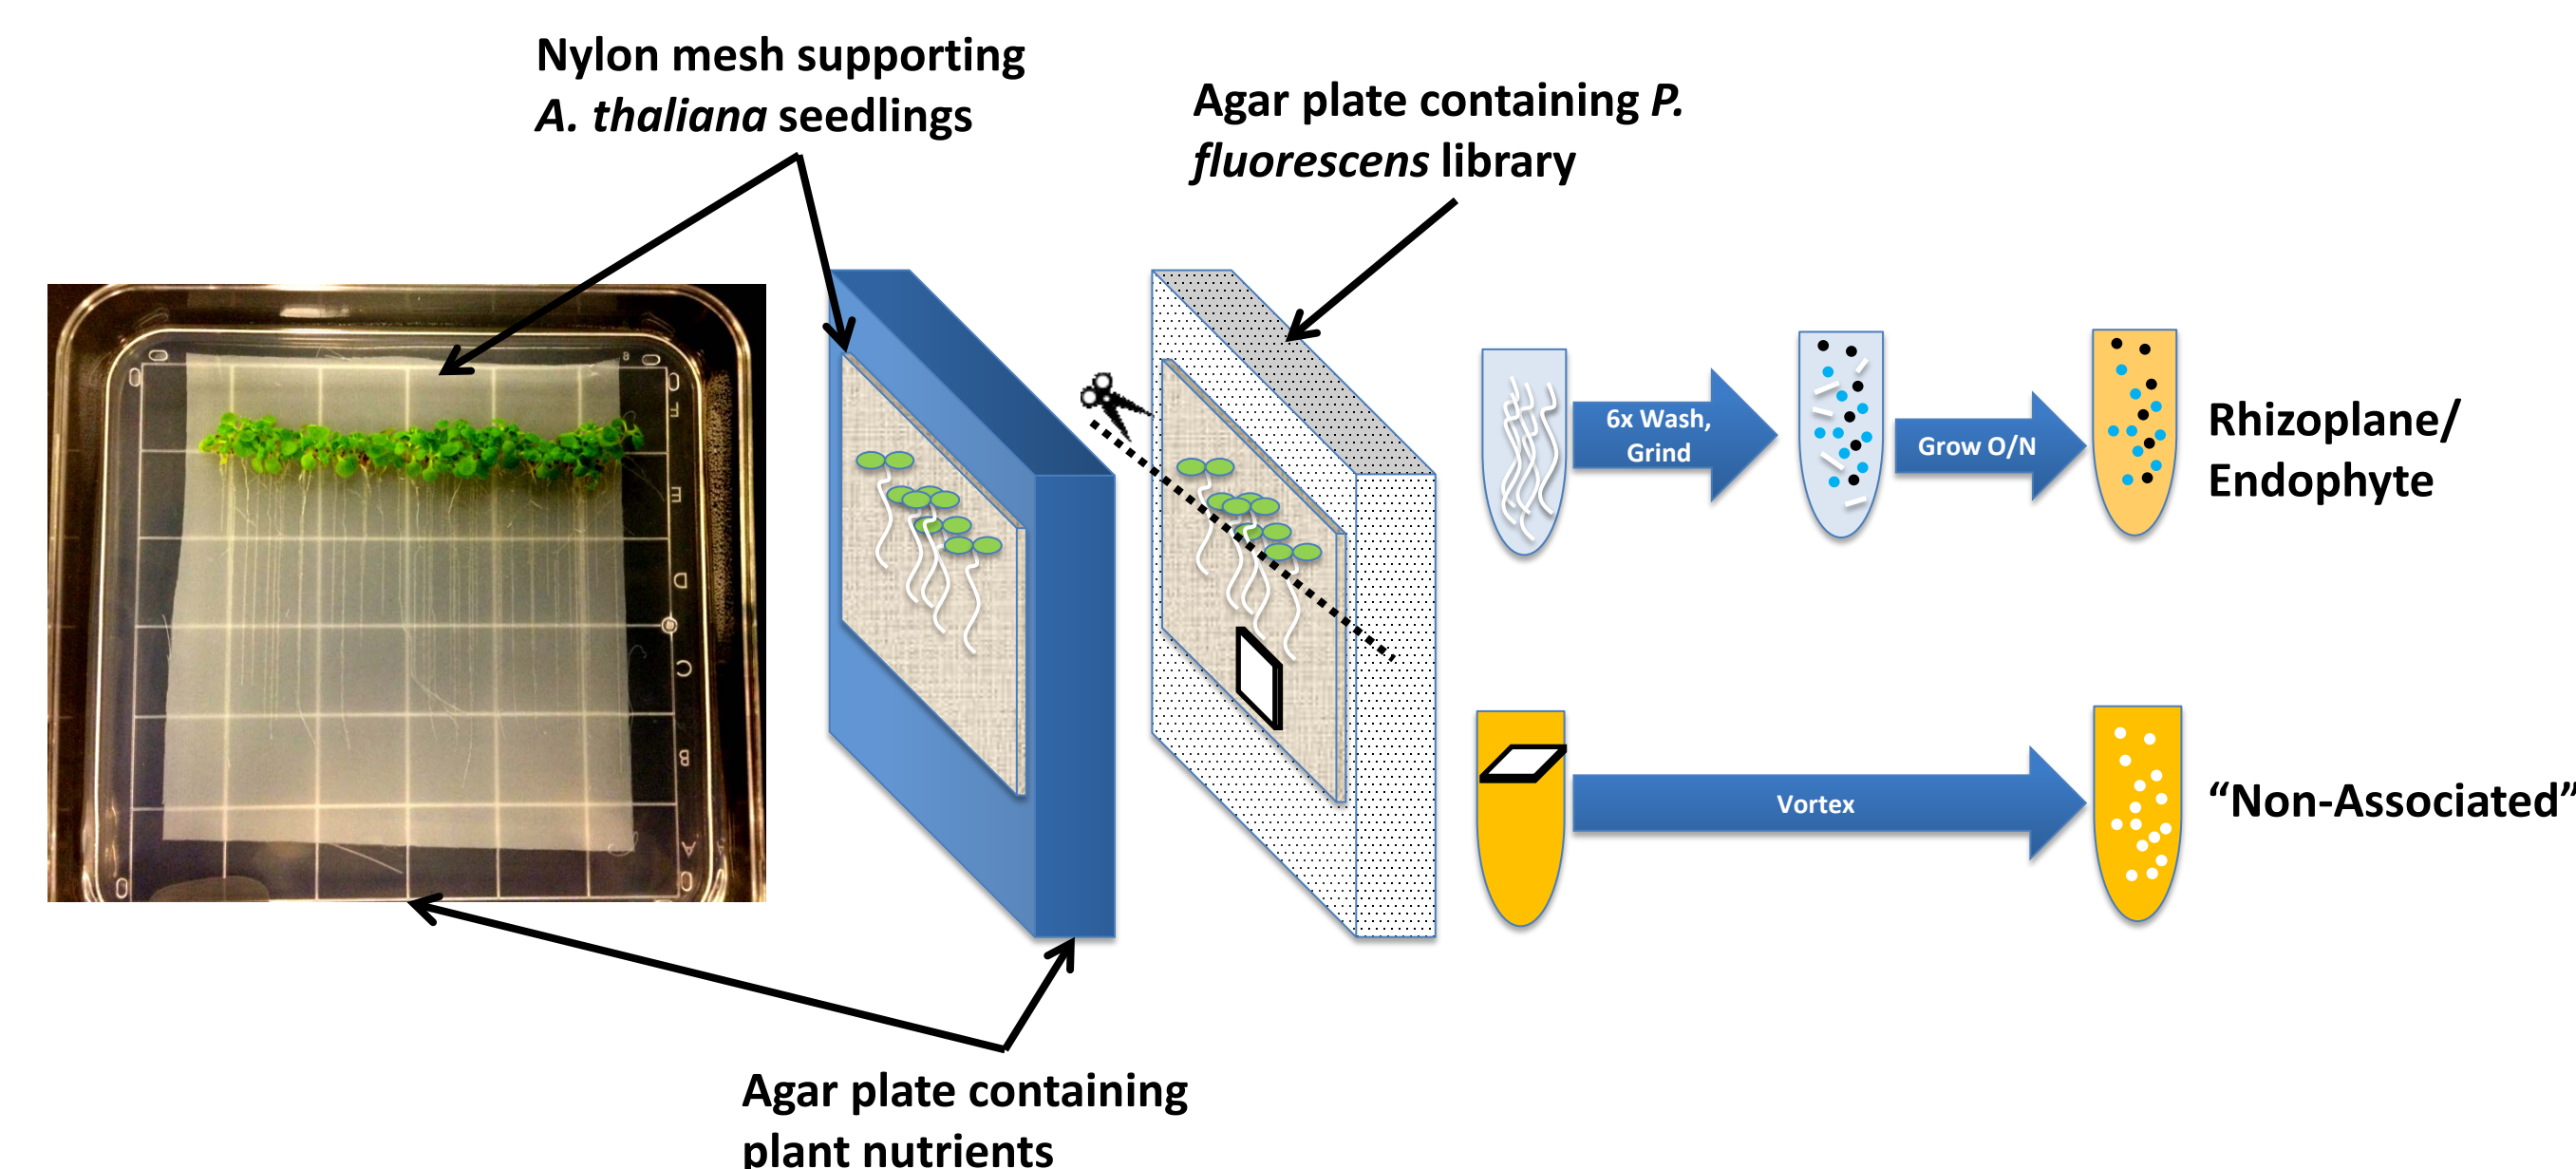 Nylon mesh supporting
A. thaliana seedlings
Agar plate containing P.
fluorescens library
6x Wash,
Grind
Grow O/N
Rhizoplane/
Endophyte
Vortex
“Non-Associated”
Agar plate containing
plant nutrients
F
E
D
C
B
A